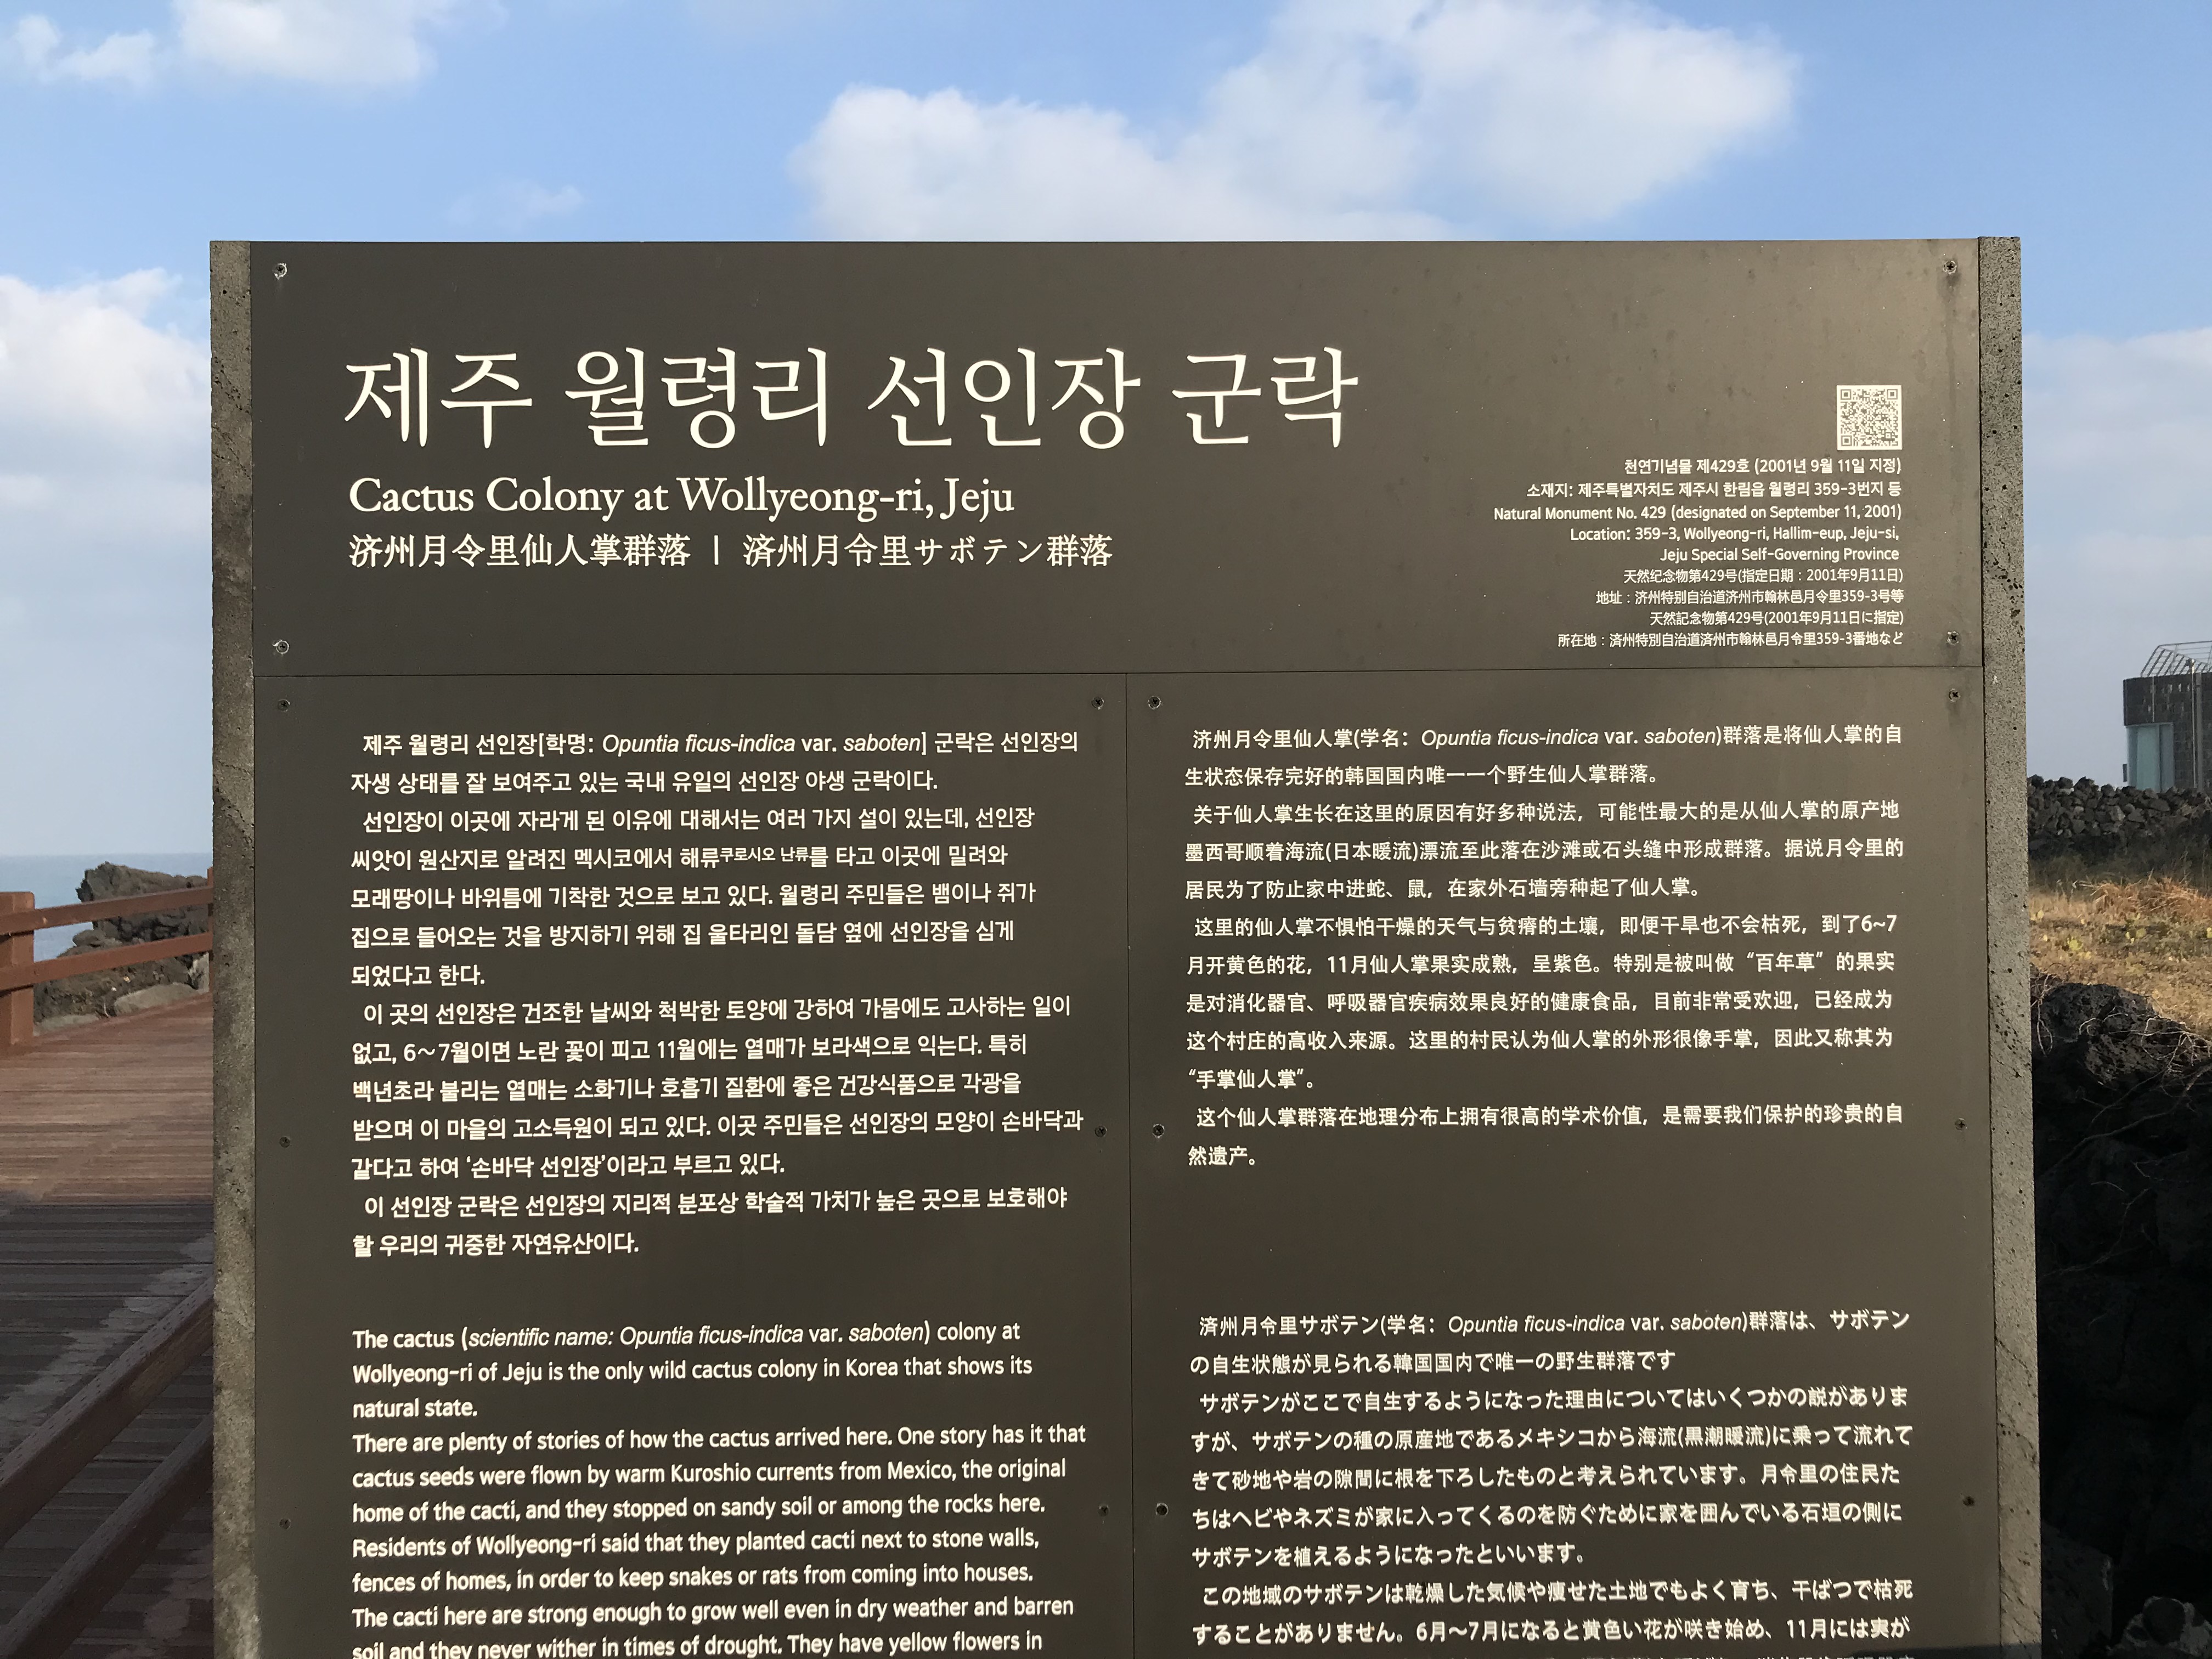 제주 월령리 선인장 군락
Cactus Colony at Wollyeong-ri, Jeju
济州月令里仙人掌群落 | 済州月令里サボテン群落
천연기념물 제429호 (2001년 9월 11일 지정)
소재지: 제주특별자치도 제주시 한림읍 월령리 359-3번지 등
Natural Monument No. 429 (designated on September 11, 2001)
Location: 359-3, Wollyeong-ri, Hallim-eup, Jeju-si,
Jeju Special Self-Governing Province
天然纪念物第429号(指定日期 : 2001年9月11日)
地址 : 济州特别自治道济州市翰林邑月令里359-3号等
天然記念物第429号(2001年9月11日に指定)
所在地 : 済州特別自治道済州市翰林邑月令里359-3番地など
제주 월령리 선인장[학명: Opuntia ficus-indica var. saboten] 군락은 선인장의
자생 상태를 잘 보여주고 있는 국내 유일의 선인장 야생 군락이다.
선인장이 이곳에 자라게 된 이유에 대해서는 여러 가지 설이 있는데, 선인장
씨앗이 원산지로 알려진 멕시코에서 해류쿠로시오 난류를 타고 이곳에 밀려와
모래땅이나 바위틈에 기착한 것으로 보고 있다. 월령리 주민들은 뱀이나 쥐가
집으로 들어오는 것을 방지하기 위해 집 울타리인 돌담 옆에 선인장을 심게
되었다고 한다.
이 곳의 선인장은 건조한 날씨와 척박한 토양에 강하여 가뭄에도 고사하는 일이
없고, 6~7월이면 노란 꽃이 피고 11월에는 열매가 보라색으로 익는다. 특히
백년초라 불리는 열매는 소화기나 호흡기 질환에 좋은 건강식품으로 각광을
받으며 이 마을의 고소득원이 되고 있다. 이곳 주민들은 선인장의 모양이 손바닥과
같다고 하여 ‘손바닥 선인장’이라고 부르고 있다.
이 선인장 군락은 선인장의 지리적 분포상 학술적 가치가 높은 곳으로 보호해야
할 우리의 귀중한 자연유산이다.
The cactus (scientific name: Opuntia ficus-indica var. saboten) colony at
Wollyeong-ri of Jeju is the only wild cactus colony in Korea that shows its
natural state.
There are plenty of stories of how the cactus arrived here. One story has it that
cactus seeds were flown by warm Kuroshio currents from Mexico, the original
home of the cacti, and they stopped on sandy soil or among the rocks here.
Residents of Wollyeong-ri said that they planted cacti next to stone walls,
fences of homes, in order to keep snakes or rats from coming into houses.
The cacti here are strong enough to grow well even in dry weather and barren
soil and they never wither in times of drought. They have yellow flowers in
济州月令里仙人掌(学名: Opuntia ficus-indica var. saboten)群落是将仙人掌的自
生状态保存完好的韩国国内唯一一个野生仙人掌群落。
关于仙人掌生长在这里的原因有好多种说法，可能性最大的是从仙人掌的原产地
墨西哥顺着海流(日本暖流)漂流至此落在沙滩或石头缝中形成群落。据说月令里的
居民为了防止家中进蛇、鼠，在家外石墙旁种起了仙人掌。
这里的仙人掌不惧怕干燥的天气与贫瘠的土壤，即便干旱也不会枯死，到了6~7
月开黄色的花，11月仙人掌果实成熟，呈紫色。特别是被叫做“百年草”的果实
是对消化器官、呼吸器官疾病效果良好的健康食品，目前非常受欢迎，已经成为
这个村庄的高收入来源。这里的村民认为仙人掌的外形很像手掌，因此又称其为
“手掌仙人掌”。
这个仙人掌群落在地理分布上拥有很高的学术价值，是需要我们保护的珍贵的自
然遗产。
済州月令里サボテン(学名: Opuntia ficus-indica var. saboten)群落は、サボテン
の自生状態が見られる韓国国内で唯一の野生群落です
サボテンがここで自生するようになった理由についてはいくつかの説がありま
すが、サボテンの種の原産地であるメキシコから海流(黒潮暖流)に乗って流れて
きて砂地や岩の隙間に根を下ろしたものと考えられています。月令里の住民た
ちはヘビやネズミが家に入ってくるのを防ぐために家を囲んでいる石垣の側に
サボテンを植えるようになったといいます。
この地域のサボテンは乾燥した気候や痩せた土地でもよく育ち、干ばつで枯死
することがありません。6月~7月になると黄色い花が咲き始め、11月には実が